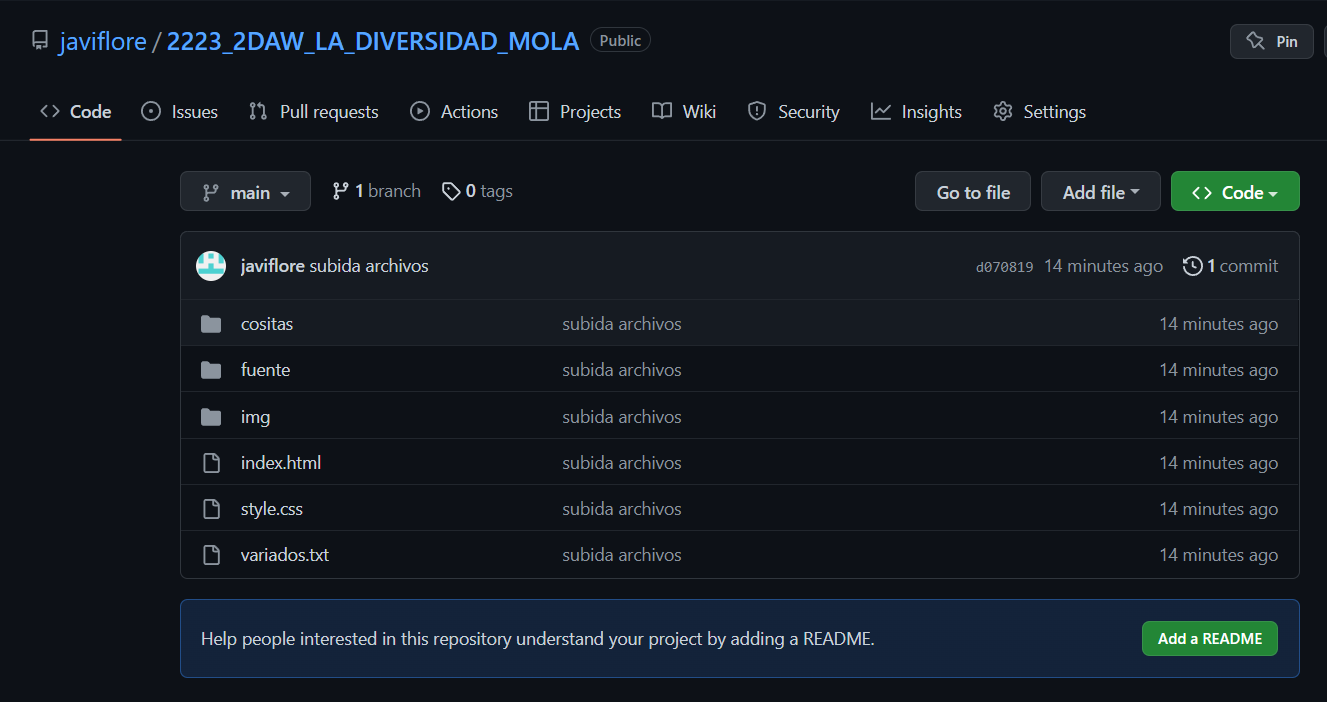 javiflore / 2223_2DAW_LA_DIVERSIDAD_MOLA Public Pin
Code Issues Pull requests Actions Projects Wiki Security Insights Settings
main 1 branch 0 tags Go to file Add file Code
javiflore subida archivos d070819 14 minutes ago 1 commit
cositas subida archivos 14 minutes ago
fuente subida archivos 14 minutes ago
img subida archivos 14 minutes ago
index.html subida archivos 14 minutes ago
style.css subida archivos 14 minutes ago
variados.txt subida archivos 14 minutes ago
Help people interested in this repository understand your project by adding a README. Add a README